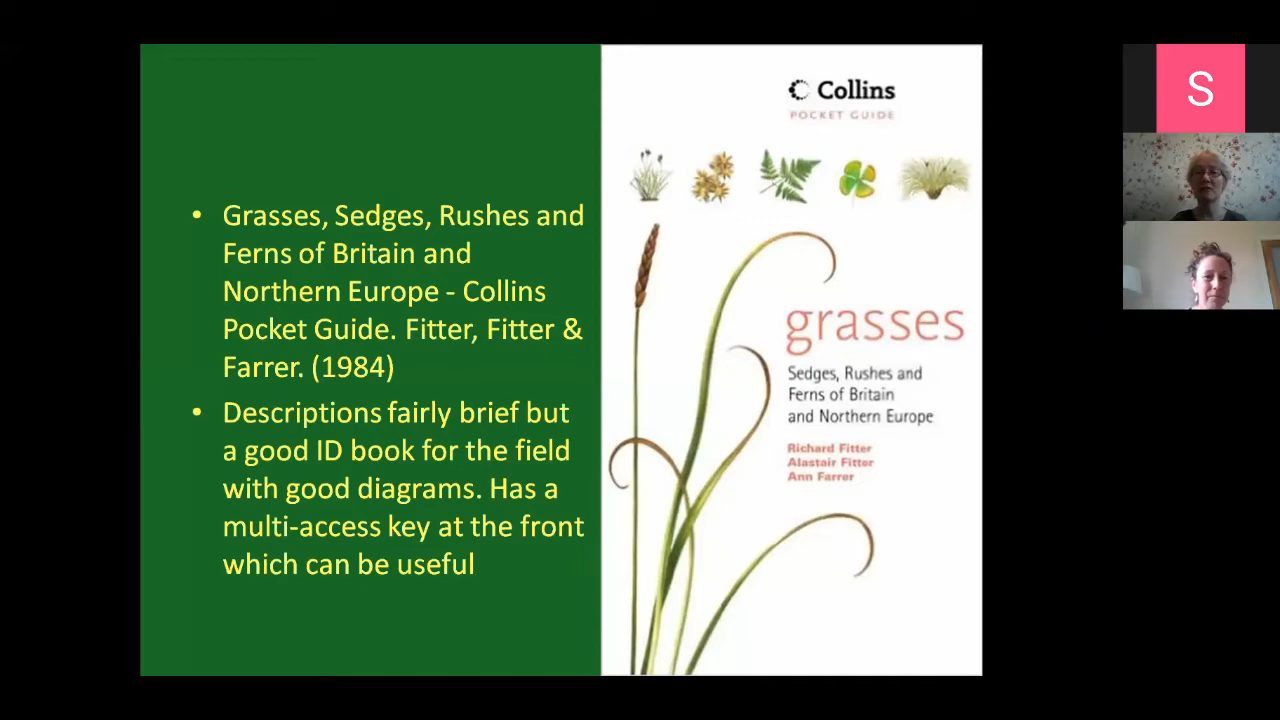 • Grasses, Sedges, Rushes and
Ferns of Britain and
Northern Europe - Collins
Pocket Guide. Fitter, Fitter &
Farrer. (1984)
• Descriptions fairly brief but
a good ID book for the field
with good diagrams. Has a
multi-access key at the front
which can be useful
Collins
POCKET GUIDE
grasses
Sedges, Rushes and
Ferns of Britain
and Northern Europe
Richard Fitter
Alastair Fitter
Ann Farrer
S